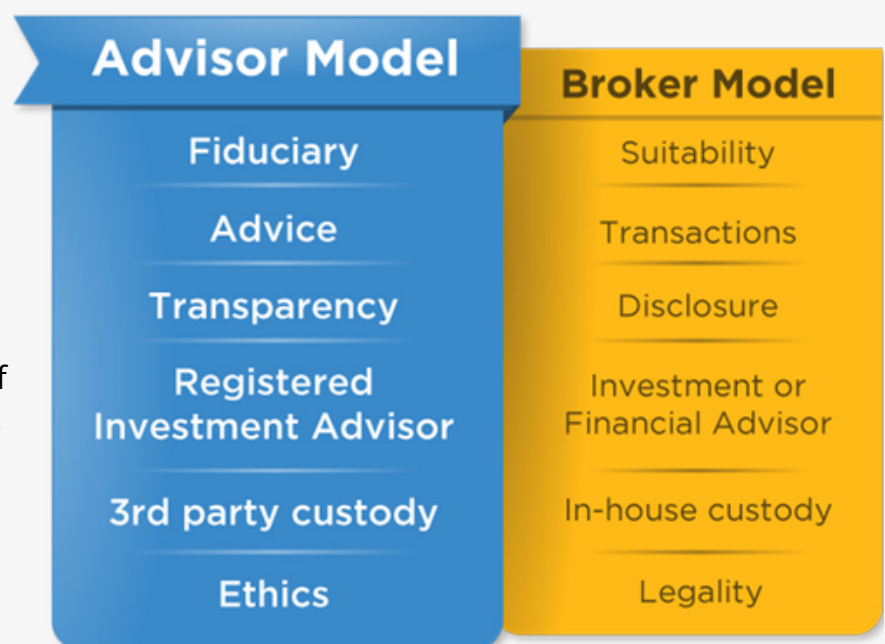 Advisor Model
Fiduciary
Advice
Transparency
Registered
Investment Advisor
3rd party custody
Ethics
Broker Model
Suitability
Transactions
Disclosure
Investment or
Financial Advisor
In-house custody
Legality